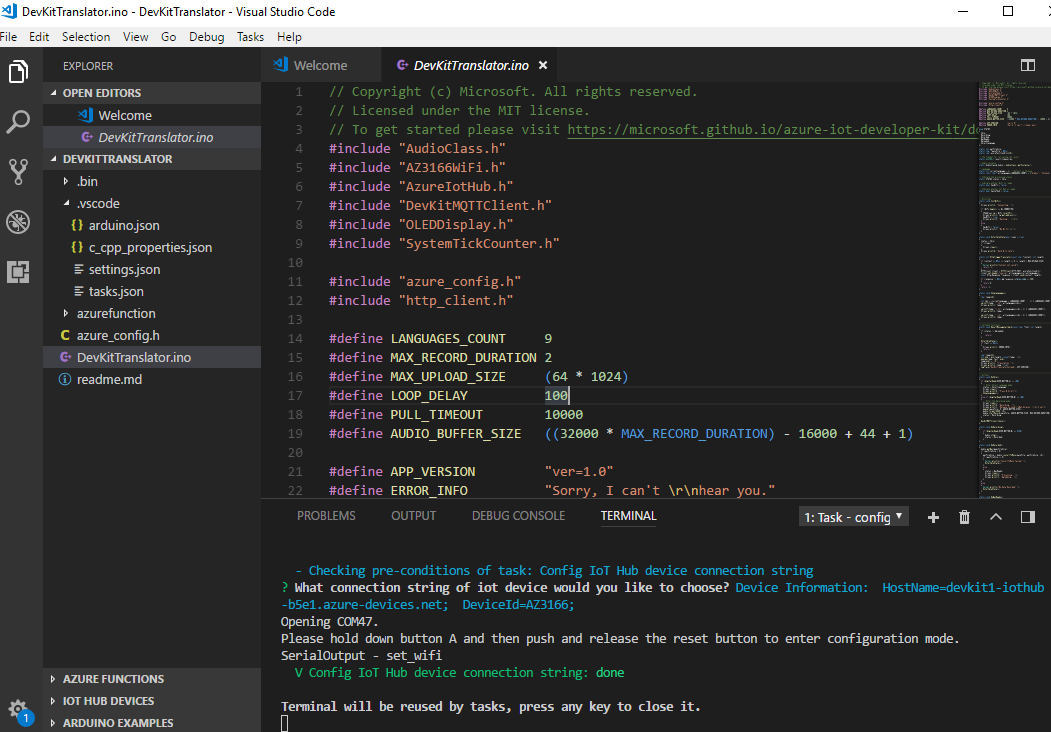 DevKitTranslator.ino - DevKitTranslator - Visual Studio Code
File Edit Selection View Go Debug Tasks Help
EXPLORER
OPEN EDITORS
Welcome
DevKitTranslator.ino
DEVKITTRANSLATOR
.bin
.vscode
{} arduino.json
{} c_cpp_properties.json
settings.json
tasks.json
azurefunction
C azure_config.h
DevKitTranslator.ino
readme.md
AZURE FUNCTIONS
IOT HUB DEVICES
ARDUINO EXAMPLES
1
Welcome DevKitTranslator.ino
1 // Copyright (c) Microsoft. All rights reserved.
2 // Licensed under the MIT license.
3 // To get started please visit https://microsoft.github.io/azure-iot-developer-kit/do
4 #include "AudioClass.h"
5 #include "AZ3166WiFi.h"
6 #include "AzureIotHub.h"
7 #include "DevKitMQTTClient.h"
8 #include "OLEDDisplay.h"
9 #include "SystemTickCounter.h"
10
11 #include "azure_config.h"
12 #include "http_client.h"
13
14 #define LANGUAGES_COUNT 9
15 #define MAX_RECORD_DURATION 2
16 #define MAX_UPLOAD_SIZE (64 * 1024)
17 #define LOOP_DELAY 100
18 #define PULL_TIMEOUT 10000
19 #define AUDIO_BUFFER_SIZE ((32000 * MAX_RECORD_DURATION) - 16000 + 44 + 1)
20
21 #define APP_VERSION "ver=1.0"
22 #define ERROR_INFO "Sorry, I can't \r\nhear you."
PROBLEMS OUTPUT DEBUG CONSOLE TERMINAL 1: Task - config
- Checking pre-conditions of task: Config IoT Hub device connection string
? What connection string of iot device would you like to choose? Device Information: HostName=devkit1-iothub
-b5e1.azure-devices.net; DeviceId=AZ3166;
Opening COM47.
Please hold down button A and then push and release the reset button to enter configuration mode.
SerialOutput - set_wifi
V Config IoT Hub device connection string: done
Terminal will be reused by tasks, press any key to close it.